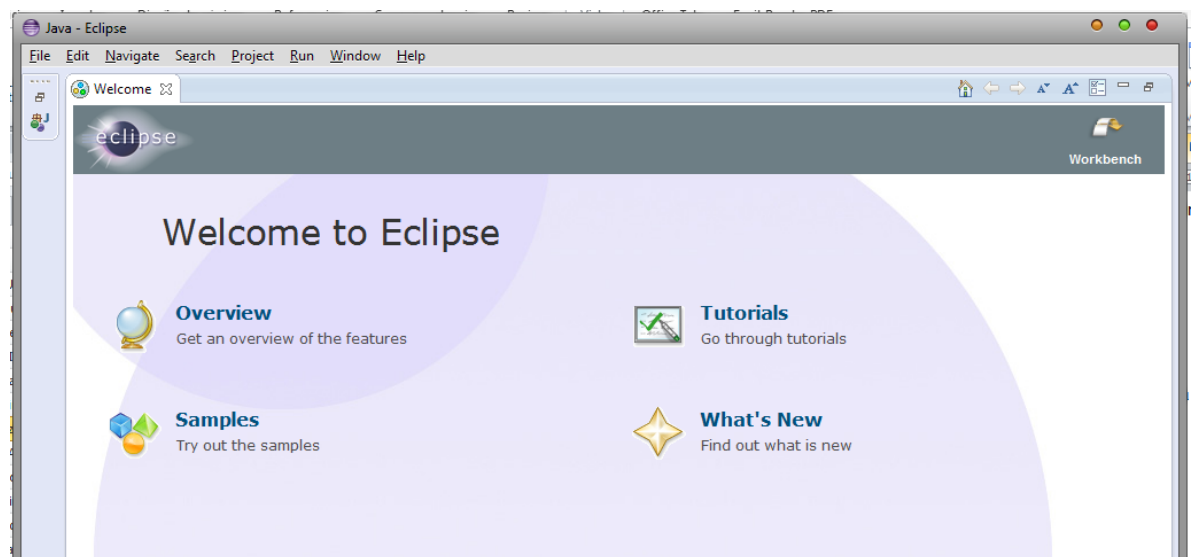 Java - Eclipse
File Edit Navigate Search Project Run Window Help
Welcome
eclipse
Workbench
Welcome to Eclipse
Overview
Get an overview of the features
Tutorials
Go through tutorials
Samples
Try out the samples
What's New
Find out what is new